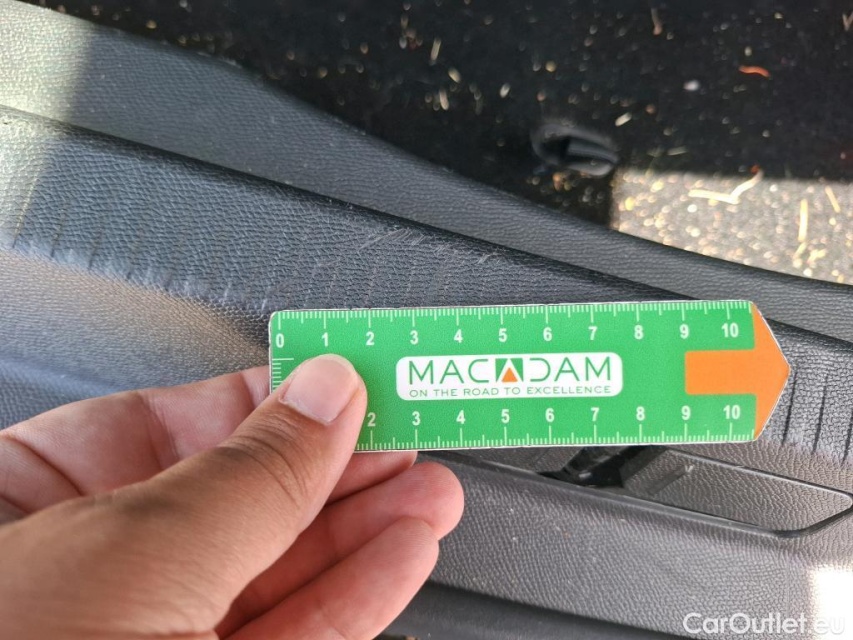 0 1 2 3 4 5 6 7 8 9 10
MACADAM
ON THE ROAD TO EXCELLENCE
2 3 4 5 6 7 8 9 10
CarOutlet.eu